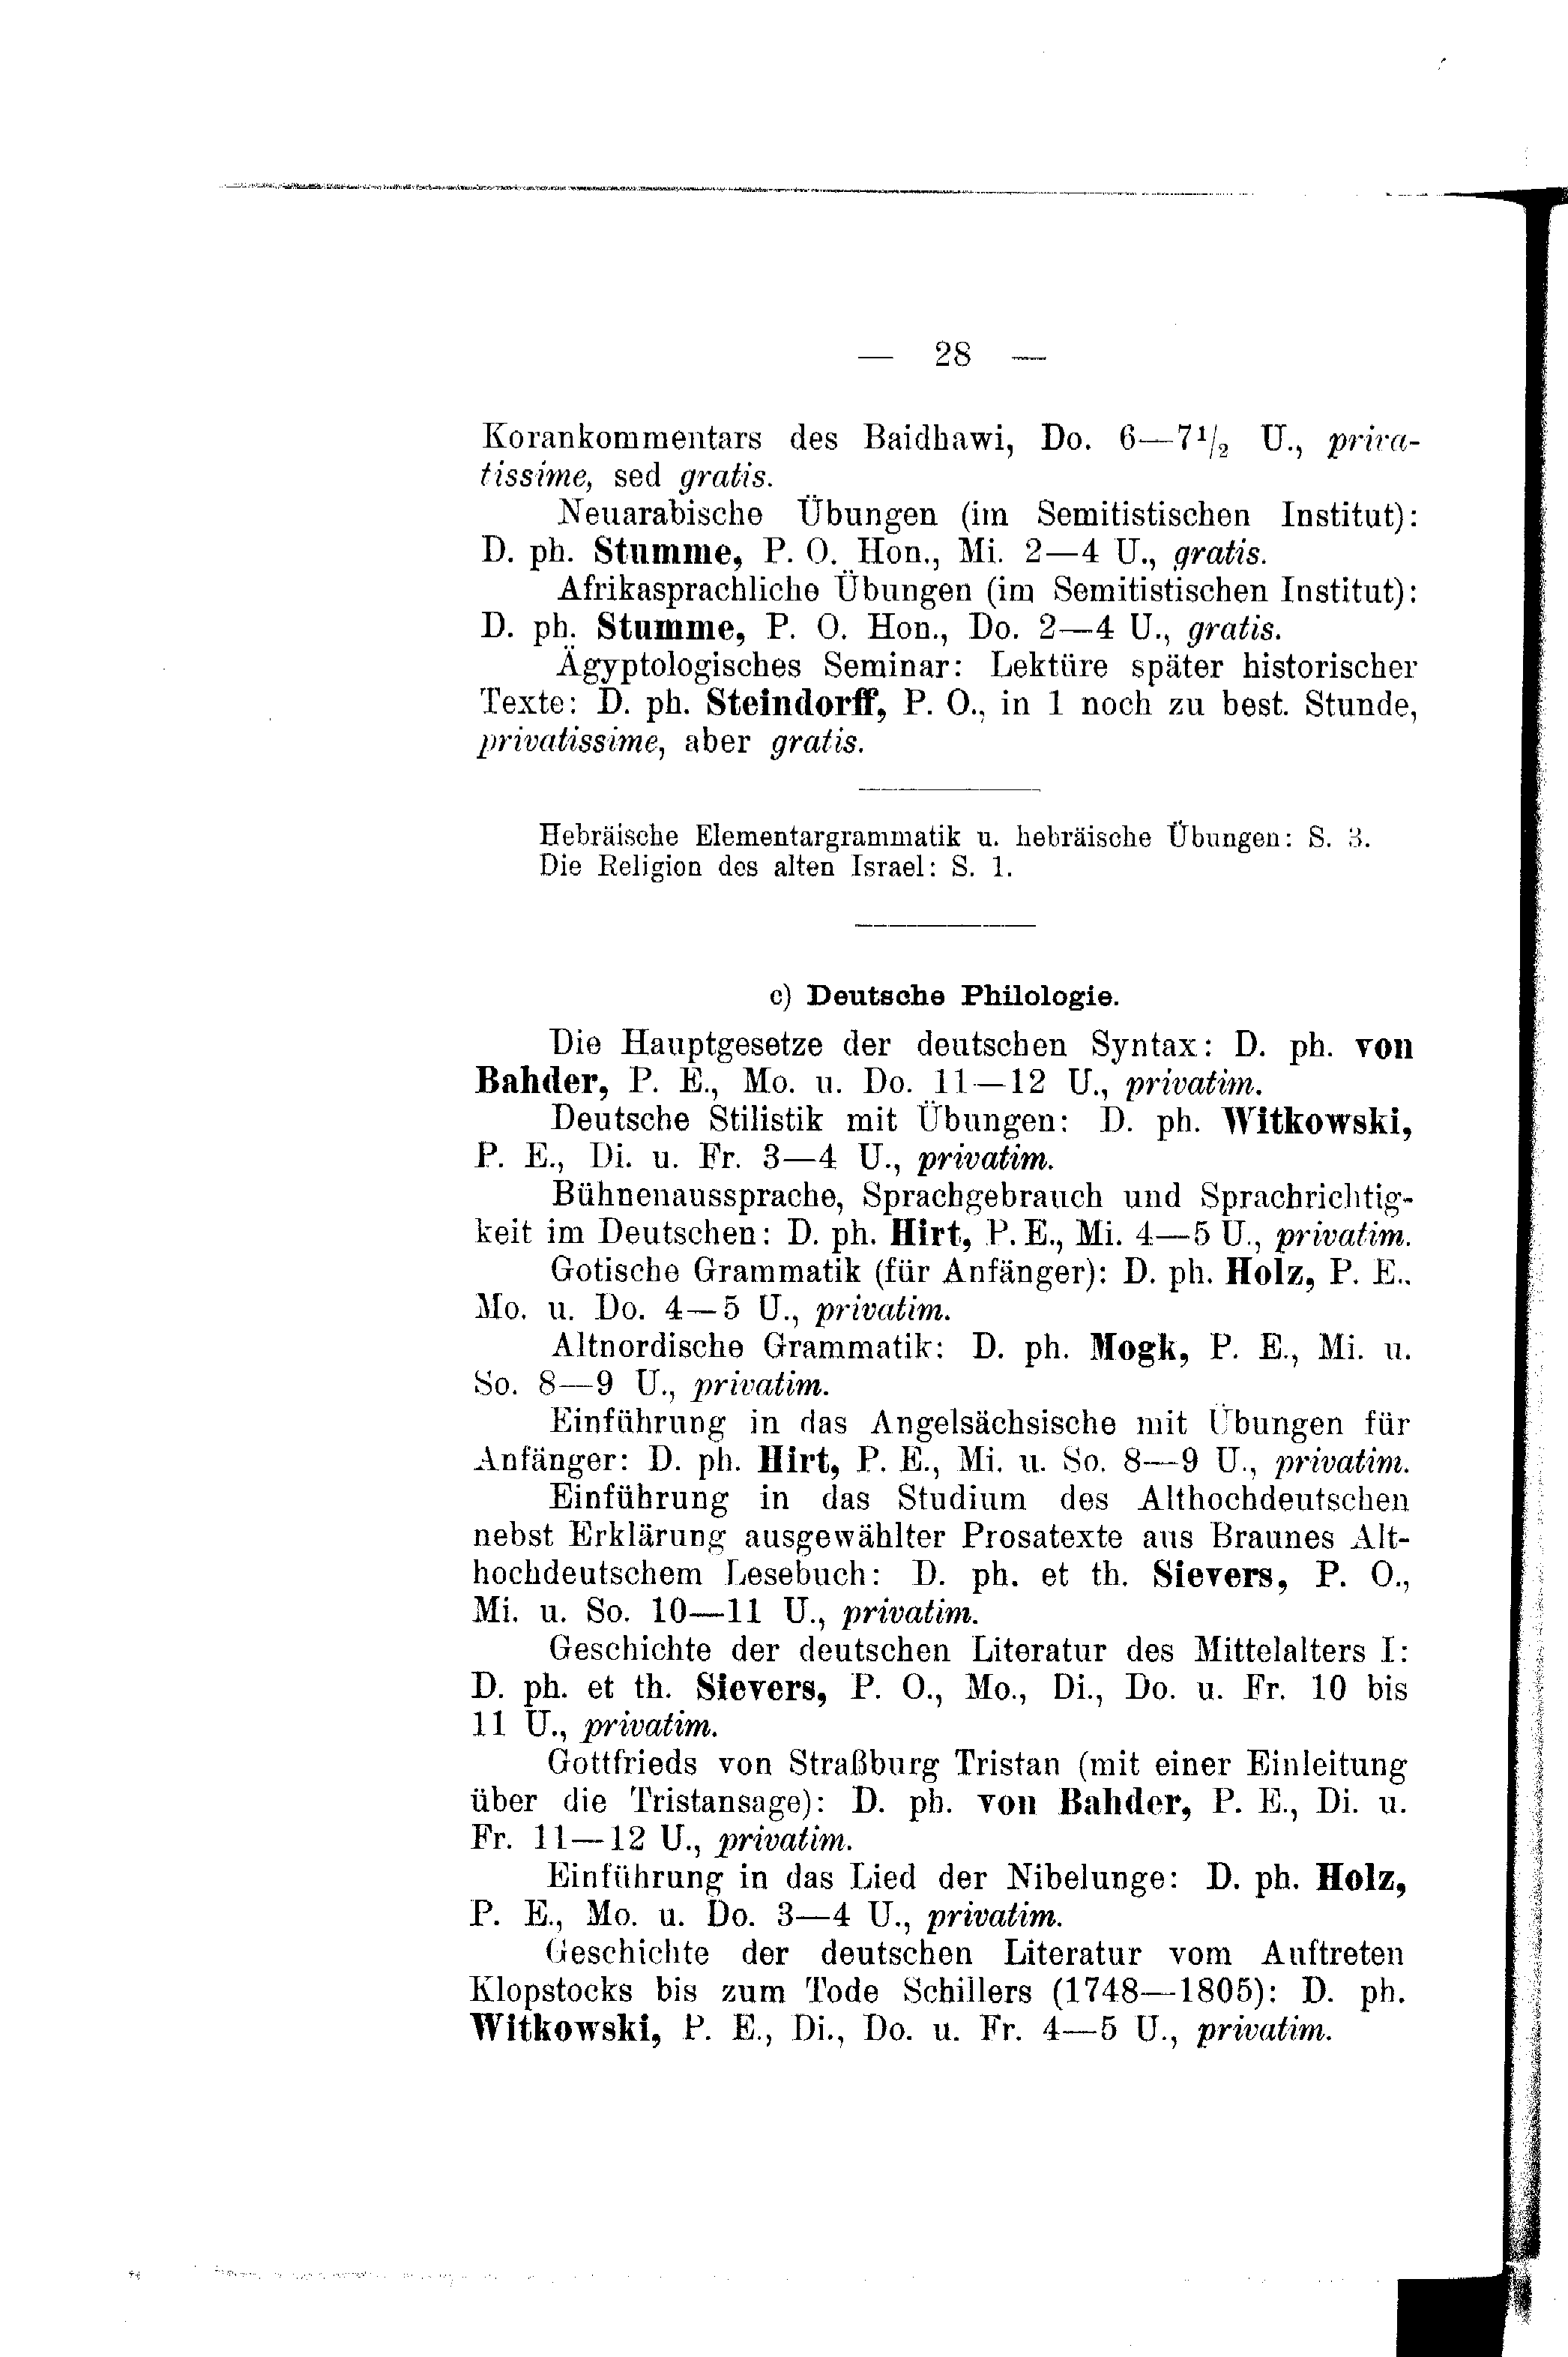 — 28 —
Korankommentars des Baidhawi, Do. 6—7½ U., priva-
tissime, sed gratis.
Neuarabische Übungen (im Semitistischen Institut):
D. ph. Stumme, P. O. Hon., Mi. 2—4 U., gratis.
Afrikasprachliche Übungen (im Semitistischen Institut):
D. ph. Stumme, P. O. Hon., Do. 2—4 U., gratis.
Ägyptologisches Seminar: Lektüre später historischer
Texte: D. ph. Steindorff, P. O., in 1 noch zu best. Stunde,
privatissime, aber gratis.
Hebräische Elementargrammatik u. hebräische Übungen: S. 3.
Die Religion des alten Israel: S. 1.
c) Deutsche Philologie.
Die Hauptgesetze der deutschen Syntax: D. ph. von
Bahder, P. E., Mo. u. Do. 11—12 U., privatim.
Deutsche Stilistik mit Übungen: D. ph. Witkowski,
P. E., Di. u. Fr. 3—4 U., privatim.
Bühnenaussprache, Sprachgebrauch und Sprachrichtig-
keit im Deutschen: D. ph. Hirt, P. E., Mi. 4—5 U., privatim.
Gotische Grammatik (für Anfänger): D. ph. Holz, P. E.,
Mo. u. Do. 4—5 U., privatim.
Altnordische Grammatik: D. ph. Mogk, P. E., Mi. u.
So. 8—9 U., privatim.
Einführung in das Angelsächsische mit Übungen für
Anfänger: D. ph. Hirt, P. E., Mi. u. So. 8—9 U., privatim.
Einführung in das Studium des Althochdeutschen
nebst Erklärung ausgewählter Prosatexte aus Braunes Alt-
hochdeutschem Lesebuch: D. ph. et th. Sievers, P. O.,
Mi. u. So. 10—11 U., privatim.
Geschichte der deutschen Literatur des Mittelalters I:
D. ph. et th. Sievers, P. O., Mo., Di., Do. u. Fr. 10 bis
11 U., privatim.
Gottfrieds von Straßburg Tristan (mit einer Einleitung
über die Tristansage): D. ph. von Bahder, P. E., Di. u.
Fr. 11—12 U., privatim.
Einführung in das Lied der Nibelunge: D. ph. Holz,
P. E., Mo. u. Do. 3—4 U., privatim.
Geschichte der deutschen Literatur vom Auftreten
Klopstocks bis zum Tode Schillers (1748—1805): D. ph.
Witkowski, P. E., Di., Do. u. Fr. 4—5 U., privatim.